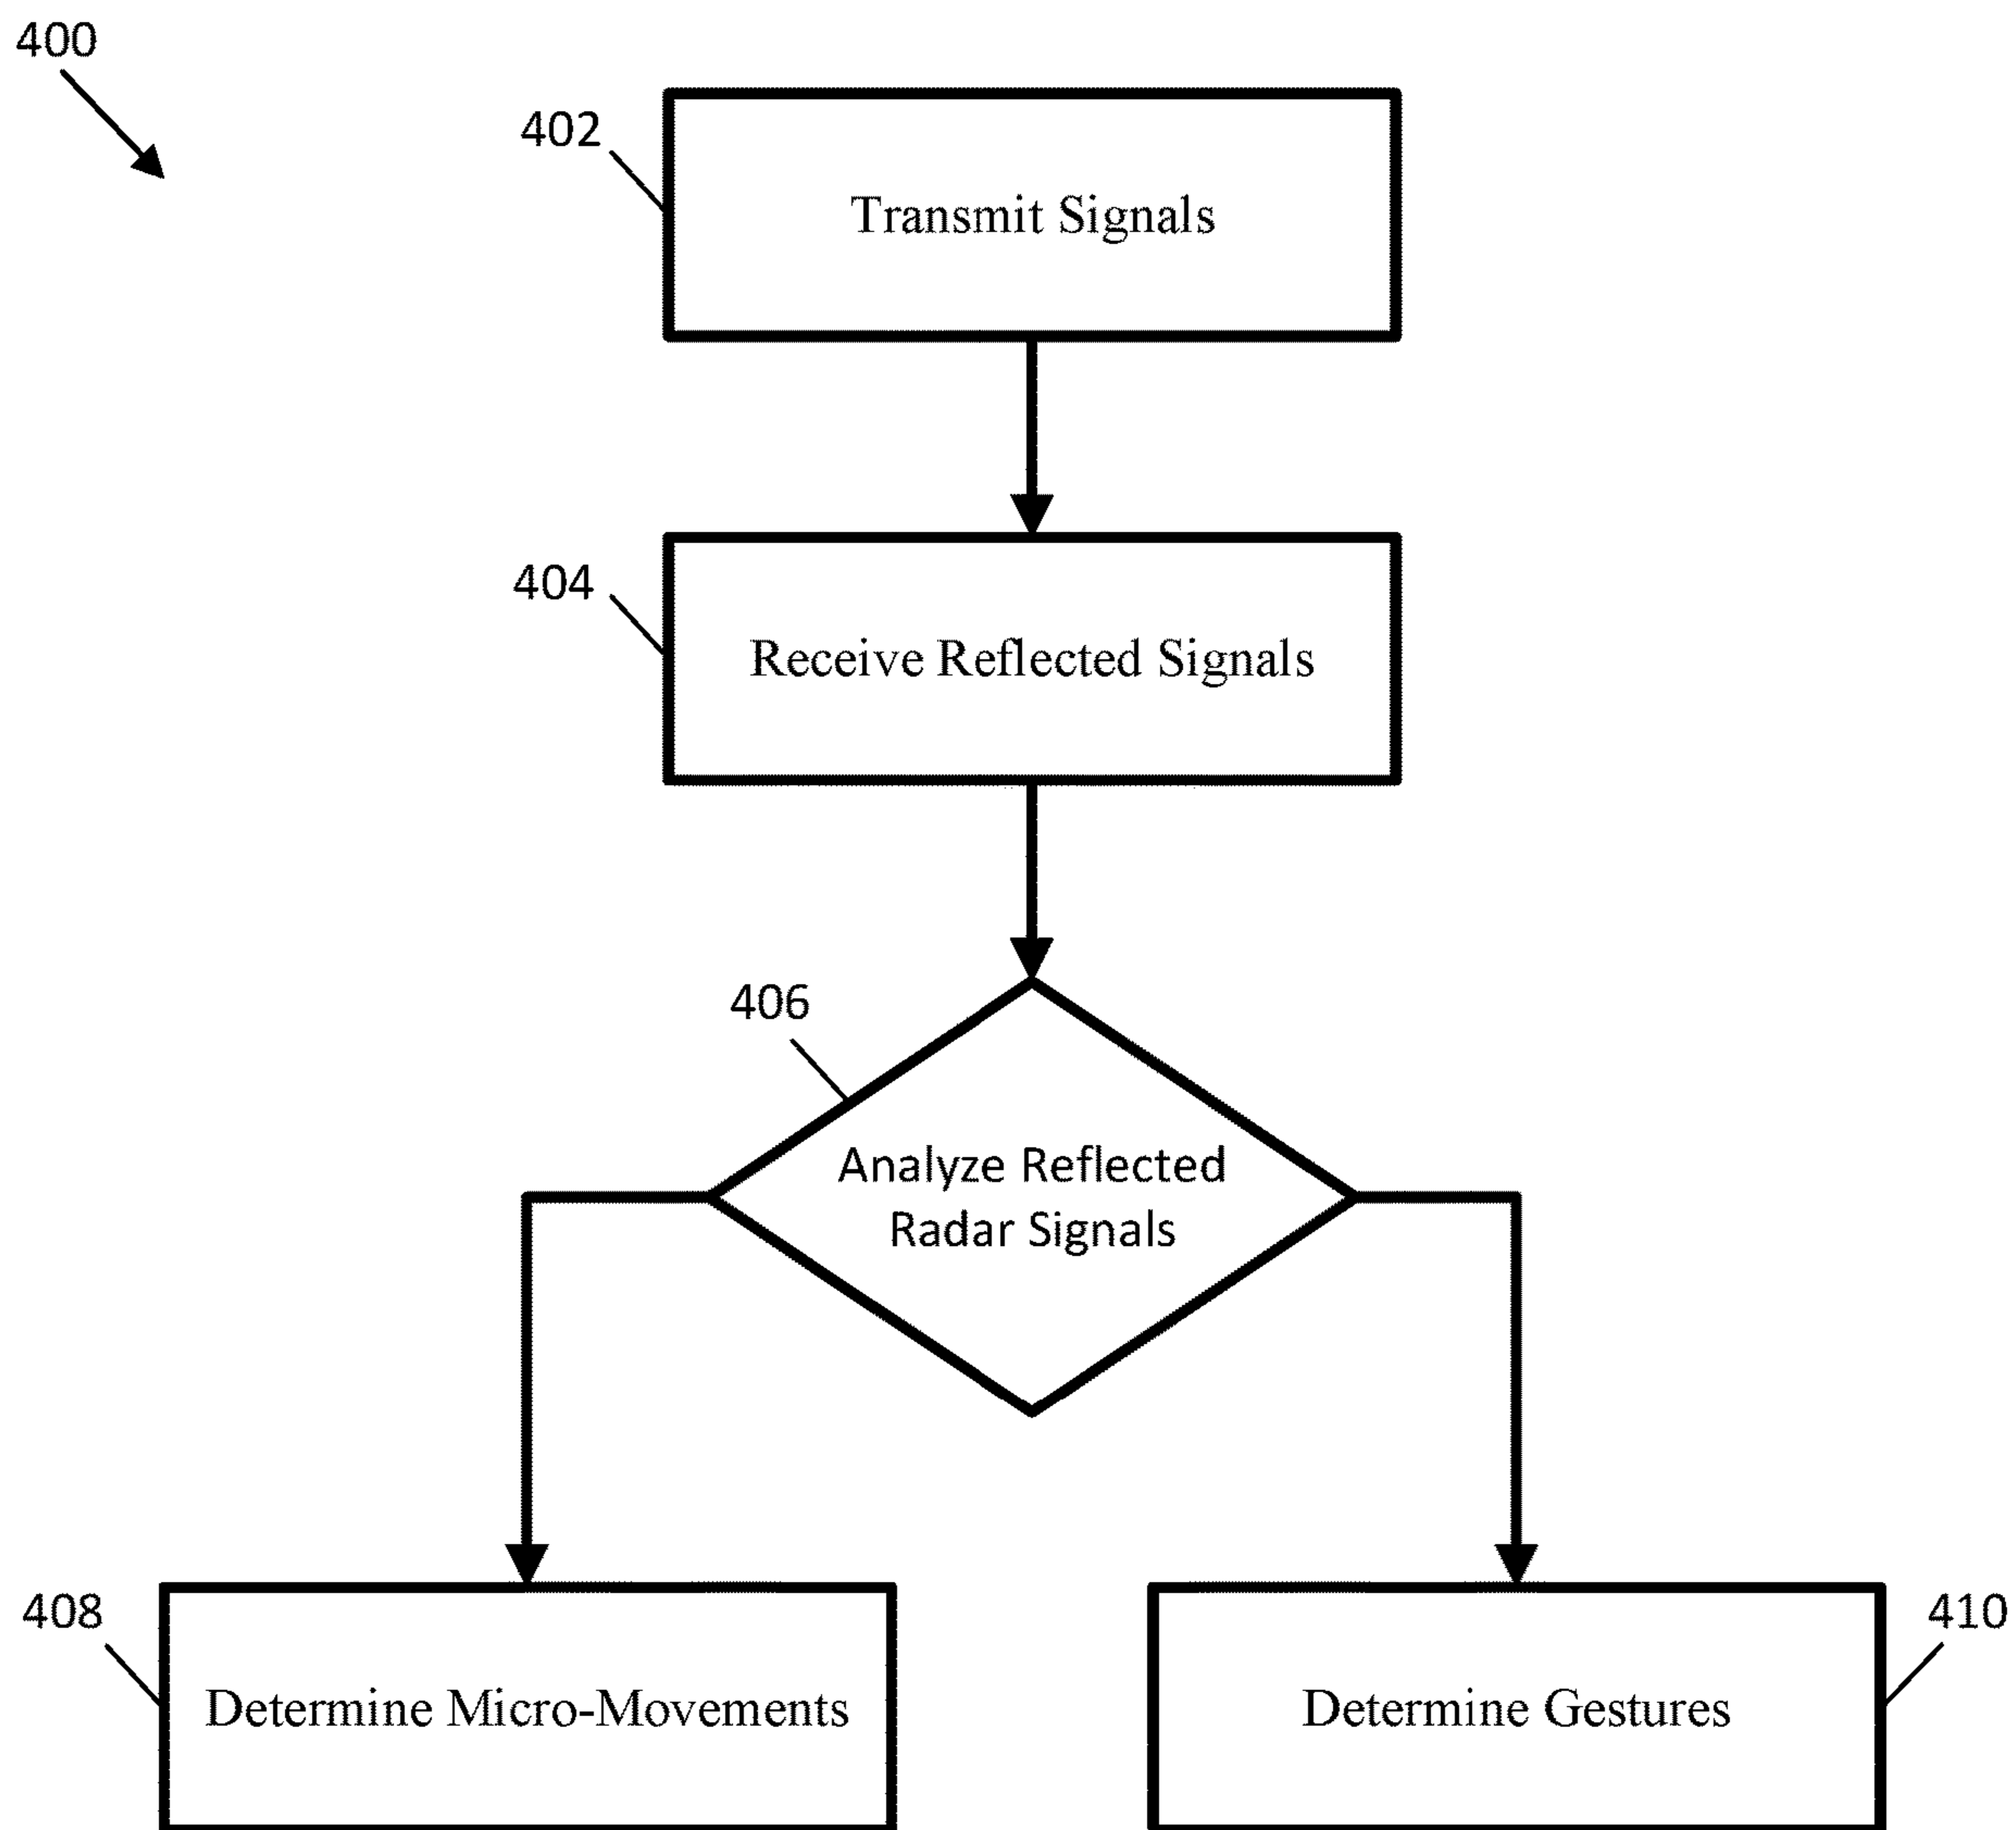 400
402
Transmit Signals
404
Receive Reflected Signals
406
Analyze Reflected
Radar Signals
408
Determine Micro-Movements
410
Determine Gestures